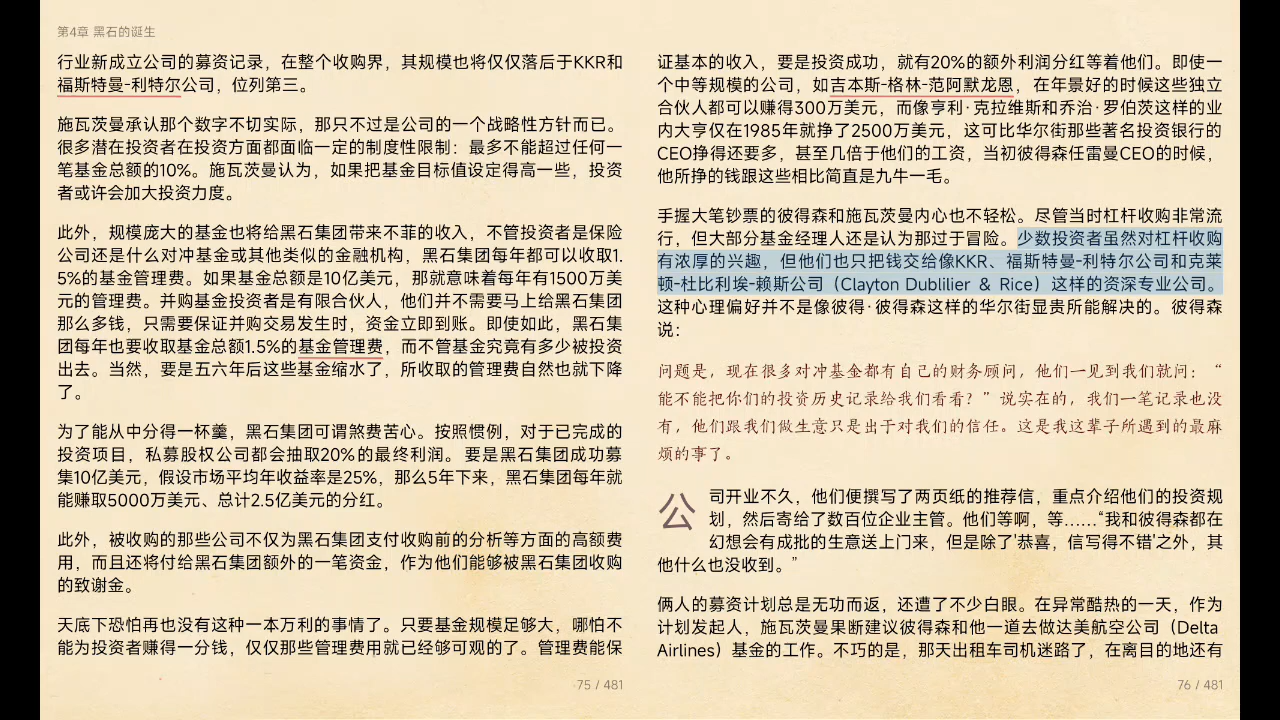 第4章 黑石的诞生
行业新成立公司的募资记录，在整个收购界，其规模也将仅仅落后于KKR和
福斯特曼-利特尔公司，位列第三。
施瓦茨曼承认那个数字不切实际，那只不过是公司的一个战略性方针而已。
很多潜在投资者在投资方面都面临一定的制度性限制：最多不能超过任何一
笔基金总额的10%。施瓦茨曼认为，如果把基金目标值设定得高一些，投资
者或许会加大投资力度。
此外，规模庞大的基金也将给黑石集团带来不菲的收入，不管投资者是保险
公司还是什么对冲基金或其他类似的金融机构，黑石集团每年都可以收取1.
5%的基金管理费。如果基金总额是10亿美元，那就意味着每年有1500万美
元的管理费。并购基金投资者是有限合伙人，他们并不需要马上给黑石集团
那么多钱，只需要保证并购交易发生时，资金立即到账。即使如此，黑石集
团每年也要收取基金总额1.5%的基金管理费，而不管基金究竟有多少被投资
出去。当然，要是五六年后这些基金缩水了，所收取的管理费自然也就下降
了。
为了能从中分得一杯羹，黑石集团可谓煞费苦心。按照惯例，对于已完成的
投资项目，私募股权公司都会抽取20%的最终利润。要是黑石集团成功募
集10亿美元，假设市场平均年收益率是25%，那么5年下来，黑石集团每年就
能赚取5000万美元、总计2.5亿美元的分红。
此外，被收购的那些公司不仅为黑石集团支付收购前的分析等方面的高额费
用，而且还将付给黑石集团额外的一笔资金，作为他们能够被黑石集团收购
的致谢金。
天底下恐怕再也没有这种一本万利的事情了。只要基金规模足够大，哪怕不
能为投资者赚得一分钱，仅仅那些管理费用就已经够可观的了。管理费能保
75 / 481
证基本的收入，要是投资成功，就有20%的额外利润分红等着他们。即使一
个中等规模的公司，如吉本斯-格林-范阿默龙恩，在年景好的时候这些独立
合伙人都可以赚得300万美元，而像亨利·克拉维斯和乔治·罗伯茨这样的业
内大亨仅在1985年就挣了2500万美元，这可比华尔街那些著名投资银行的
CEO挣得还要多，甚至几倍于他们的工资，当初彼得森任雷曼CEO的时候，
他所挣的钱跟这些相比简直是九牛一毛。
手握大笔钞票的彼得森和施瓦茨曼内心也不轻松。尽管当时杠杆收购非常流
行，但大部分基金经理人还是认为那过于冒险。少数投资者虽然对杠杆收购
有浓厚的兴趣，但他们也只把钱交给像KKR、福斯特曼-利特尔公司和克莱
顿-杜比利埃-赖斯公司（Clayton Dublilier & Rice）这样的资深专业公司。
这种心理偏好并不是像彼得·彼得森这样的华尔街显贵所能解决的。彼得森
说：
问题是，现在很多对冲基金都有自己的财务顾问，他们一见到我们就问：“
能不能把你们的投资历史记录给我们看看？”说实在的，我们一笔记录也没
有，他们跟我们做生意只是出于对我们的信任。这是我这辈子所遇到的最麻
烦的事了。
公司开业不久，他们便撰写了两页纸的推荐信，重点介绍他们的投资规
划，然后寄给了数百位企业主管。他们等啊，等……“我和彼得森都在
幻想会有成批的生意送上门来，但是除了‘恭喜，信写得不错’之外，其
他什么也没收到。”
俩人的募资计划总是无功而返，还遭了不少白眼。在异常酷热的一天，作为
计划发起人，施瓦茨曼果断建议彼得森和他一道去做达美航空公司（Delta
Airlines）基金的工作。不巧的是，那天出租车司机迷路了，在离目的地还有
76 / 481